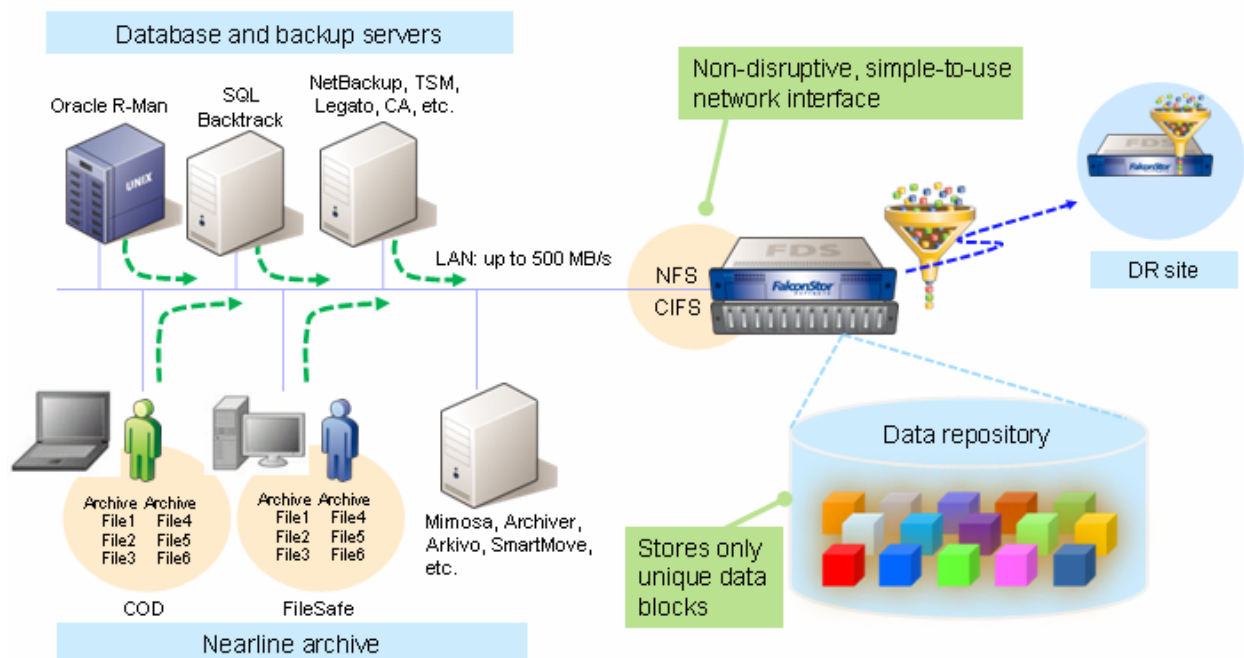 Database and backup servers
Oracle R-Man
SQL
Backtrack
NetBackup, TSM,
Legato, CA, etc.
UNIX
LAN: up to 500 MB/s
Non-disruptive, simple-to-use
network interface
NFS
CIFS
FDS
FalconStor
SOFTWARE
FDS
FalconStor
DR site
Archive Archive
File1 File4
File2 File5
File3 File6
COD
Archive Archive
File1 File4
File2 File5
File3 File6
FileSafe
Mimosa, Archiver,
Arkivo, SmartMove,
etc.
Nearline archive
Data repository
Stores only
unique data
blocks